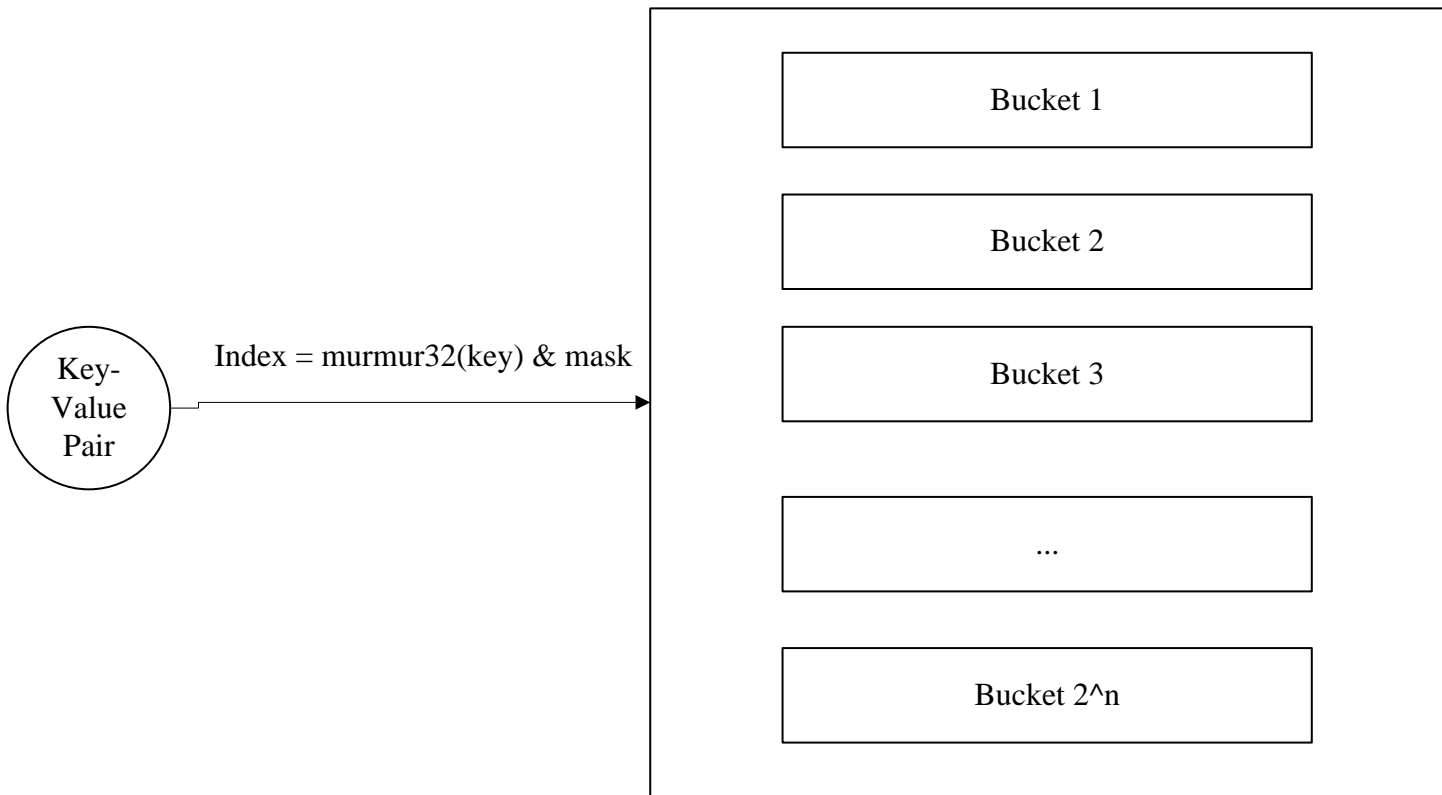 Key-
Value
Pair
Index = murmur32(key) & mask
Bucket 1
Bucket 2
Bucket 3
...
Bucket 2^n